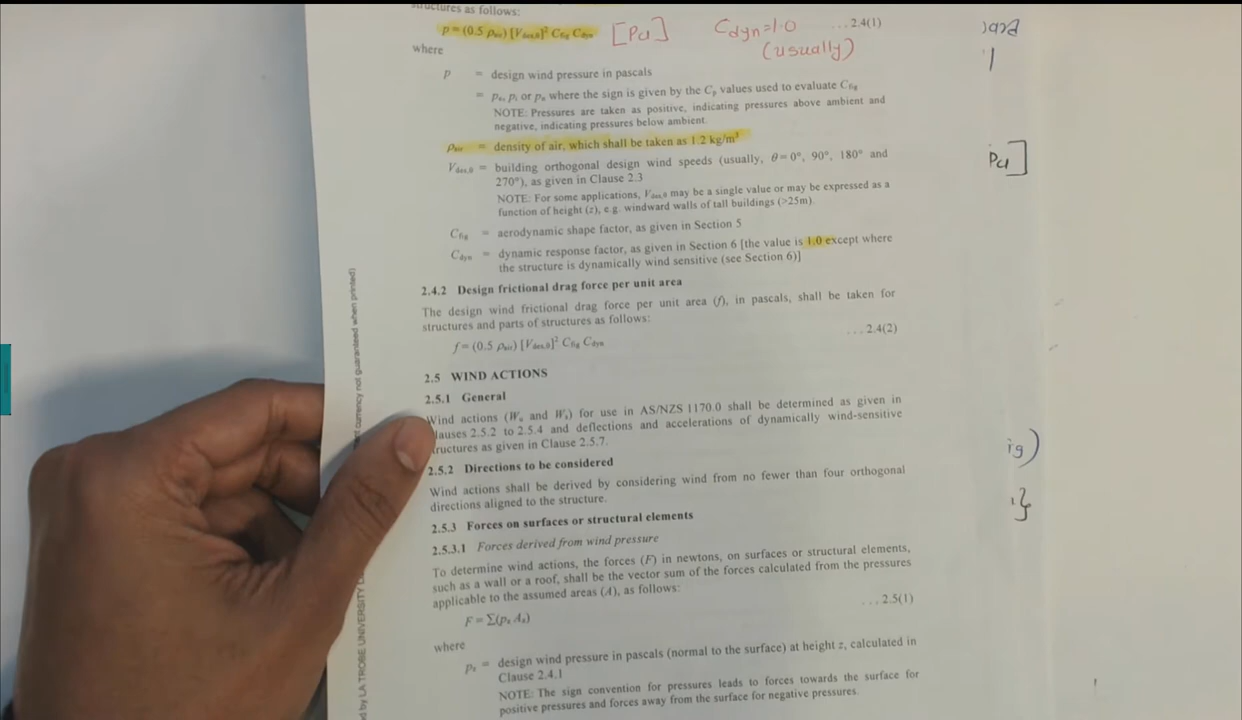 structures as follows:
p = (0.5 ρair) [Vdes,θ]² Cfig Cdyn [Pa] Cdyn=1.0 ...2.4(1)
(usually)
where
p = design wind pressure in pascals
= pe, pi or pn where the sign is given by the Cp values used to evaluate Cfig
NOTE: Pressures are taken as positive, indicating pressures above ambient and
negative, indicating pressures below ambient.
ρair = density of air, which shall be taken as 1.2 kg/m³
Vdes,θ = building orthogonal design wind speeds (usually, θ = 0°, 90°, 180° and
270°), as given in Clause 2.3
NOTE: For some applications, Vdes,θ may be a single value or may be expressed as a
function of height (z), e.g. windward walls of tall buildings (>25m).
Cfig = aerodynamic shape factor, as given in Section 5
Cdyn = dynamic response factor, as given in Section 6 [the value is 1.0 except where
the structure is dynamically wind sensitive (see Section 6)]
2.4.2 Design frictional drag force per unit area
The design wind frictional drag force per unit area (f), in pascals, shall be taken for
structures and parts of structures as follows:
f = (0.5 ρair) [Vdes,θ]² Cfig Cdyn ...2.4(2)
2.5 WIND ACTIONS
2.5.1 General
Wind actions (Wu and Ws) for use in AS/NZS 1170.0 shall be determined as given in
lauses 2.5.2 to 2.5.4 and deflections and accelerations of dynamically wind-sensitive
tructures as given in Clause 2.5.7.
2.5.2 Directions to be considered
Wind actions shall be derived by considering wind from no fewer than four orthogonal
directions aligned to the structure.
2.5.3 Forces on surfaces or structural elements
2.5.3.1 Forces derived from wind pressure
To determine wind actions, the forces (F) in newtons, on surfaces or structural elements,
such as a wall or a roof, shall be the vector sum of the forces calculated from the pressures
applicable to the assumed areas (A), as follows:
F = Σ(pz Az) ...2.5(1)
where
pz = design wind pressure in pascals (normal to the surface) at height z, calculated in
Clause 2.4.1
NOTE: The sign convention for pressures leads to forces towards the surface for
positive pressures and forces away from the surface for negative pressures.
currency not guaranteed when printed)
d by LA TROBE UNIVERSITY
Pa]
ig)